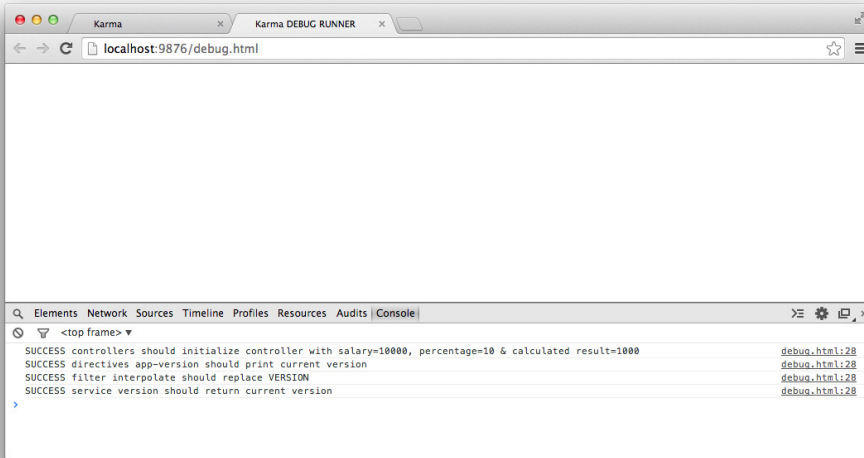 Karma
Karma DEBUG RUNNER
localhost:9876/debug.html
Elements Network Sources Timeline Profiles Resources Audits Console
<top frame>
SUCCESS controllers should initialize controller with salary=10000, percentage=10 & calculated result=1000 debug.html:28
SUCCESS directives app-version should print current version debug.html:28
SUCCESS filter interpolate should replace VERSION debug.html:28
SUCCESS service version should return current version debug.html:28